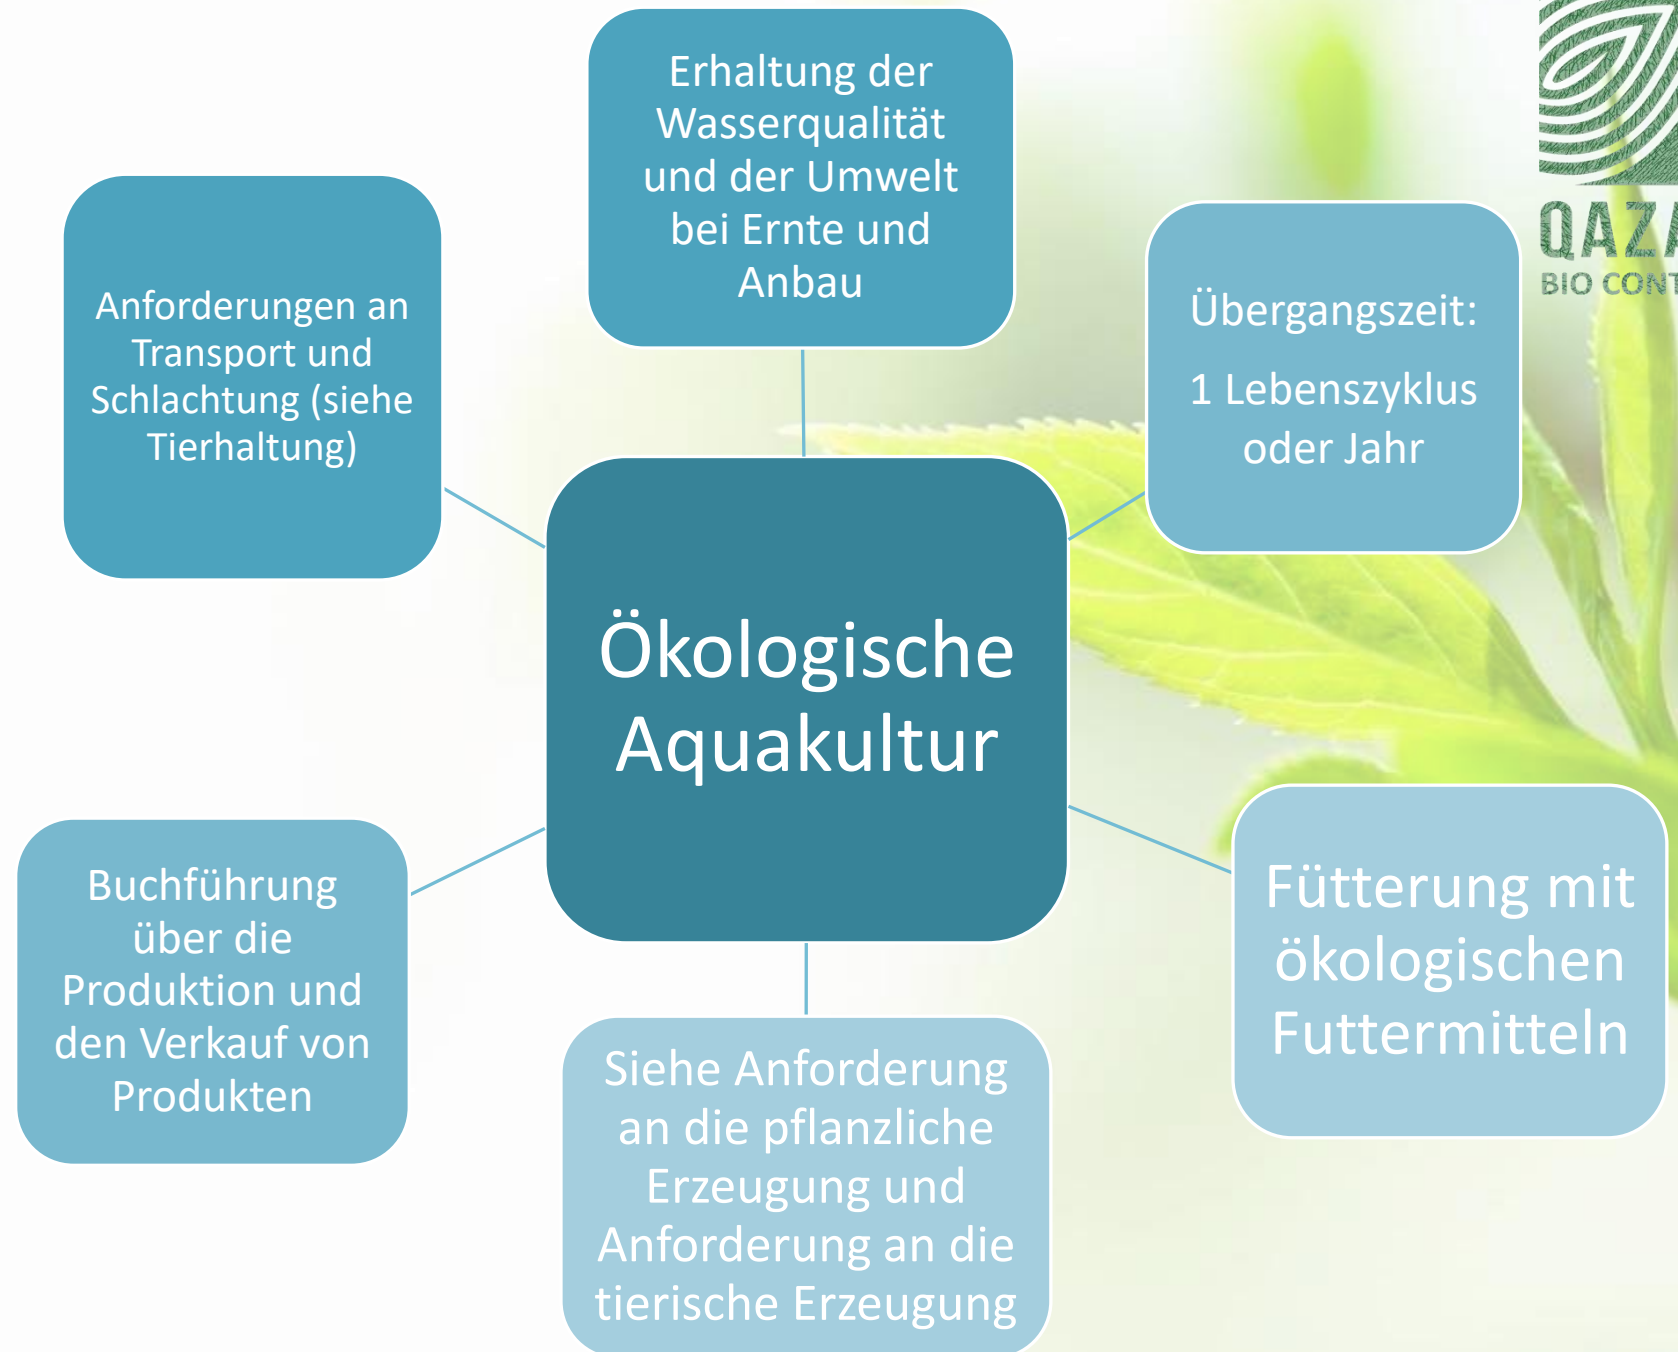 Erhaltung der
Wasserqualität
und der Umwelt
bei Ernte und
Anbau
Übergangszeit:
1 Lebenszyklus
oder Jahr
Fütterung mit
ökologischen
Futtermitteln
Siehe Anforderung
an die pflanzliche
Erzeugung und
Anforderung an die
tierische Erzeugung
Buchführung
über die
Produktion und
den Verkauf von
Produkten
Anforderungen an
Transport und
Schlachtung (siehe
Tierhaltung)
Ökologische
Aquakultur
BIO